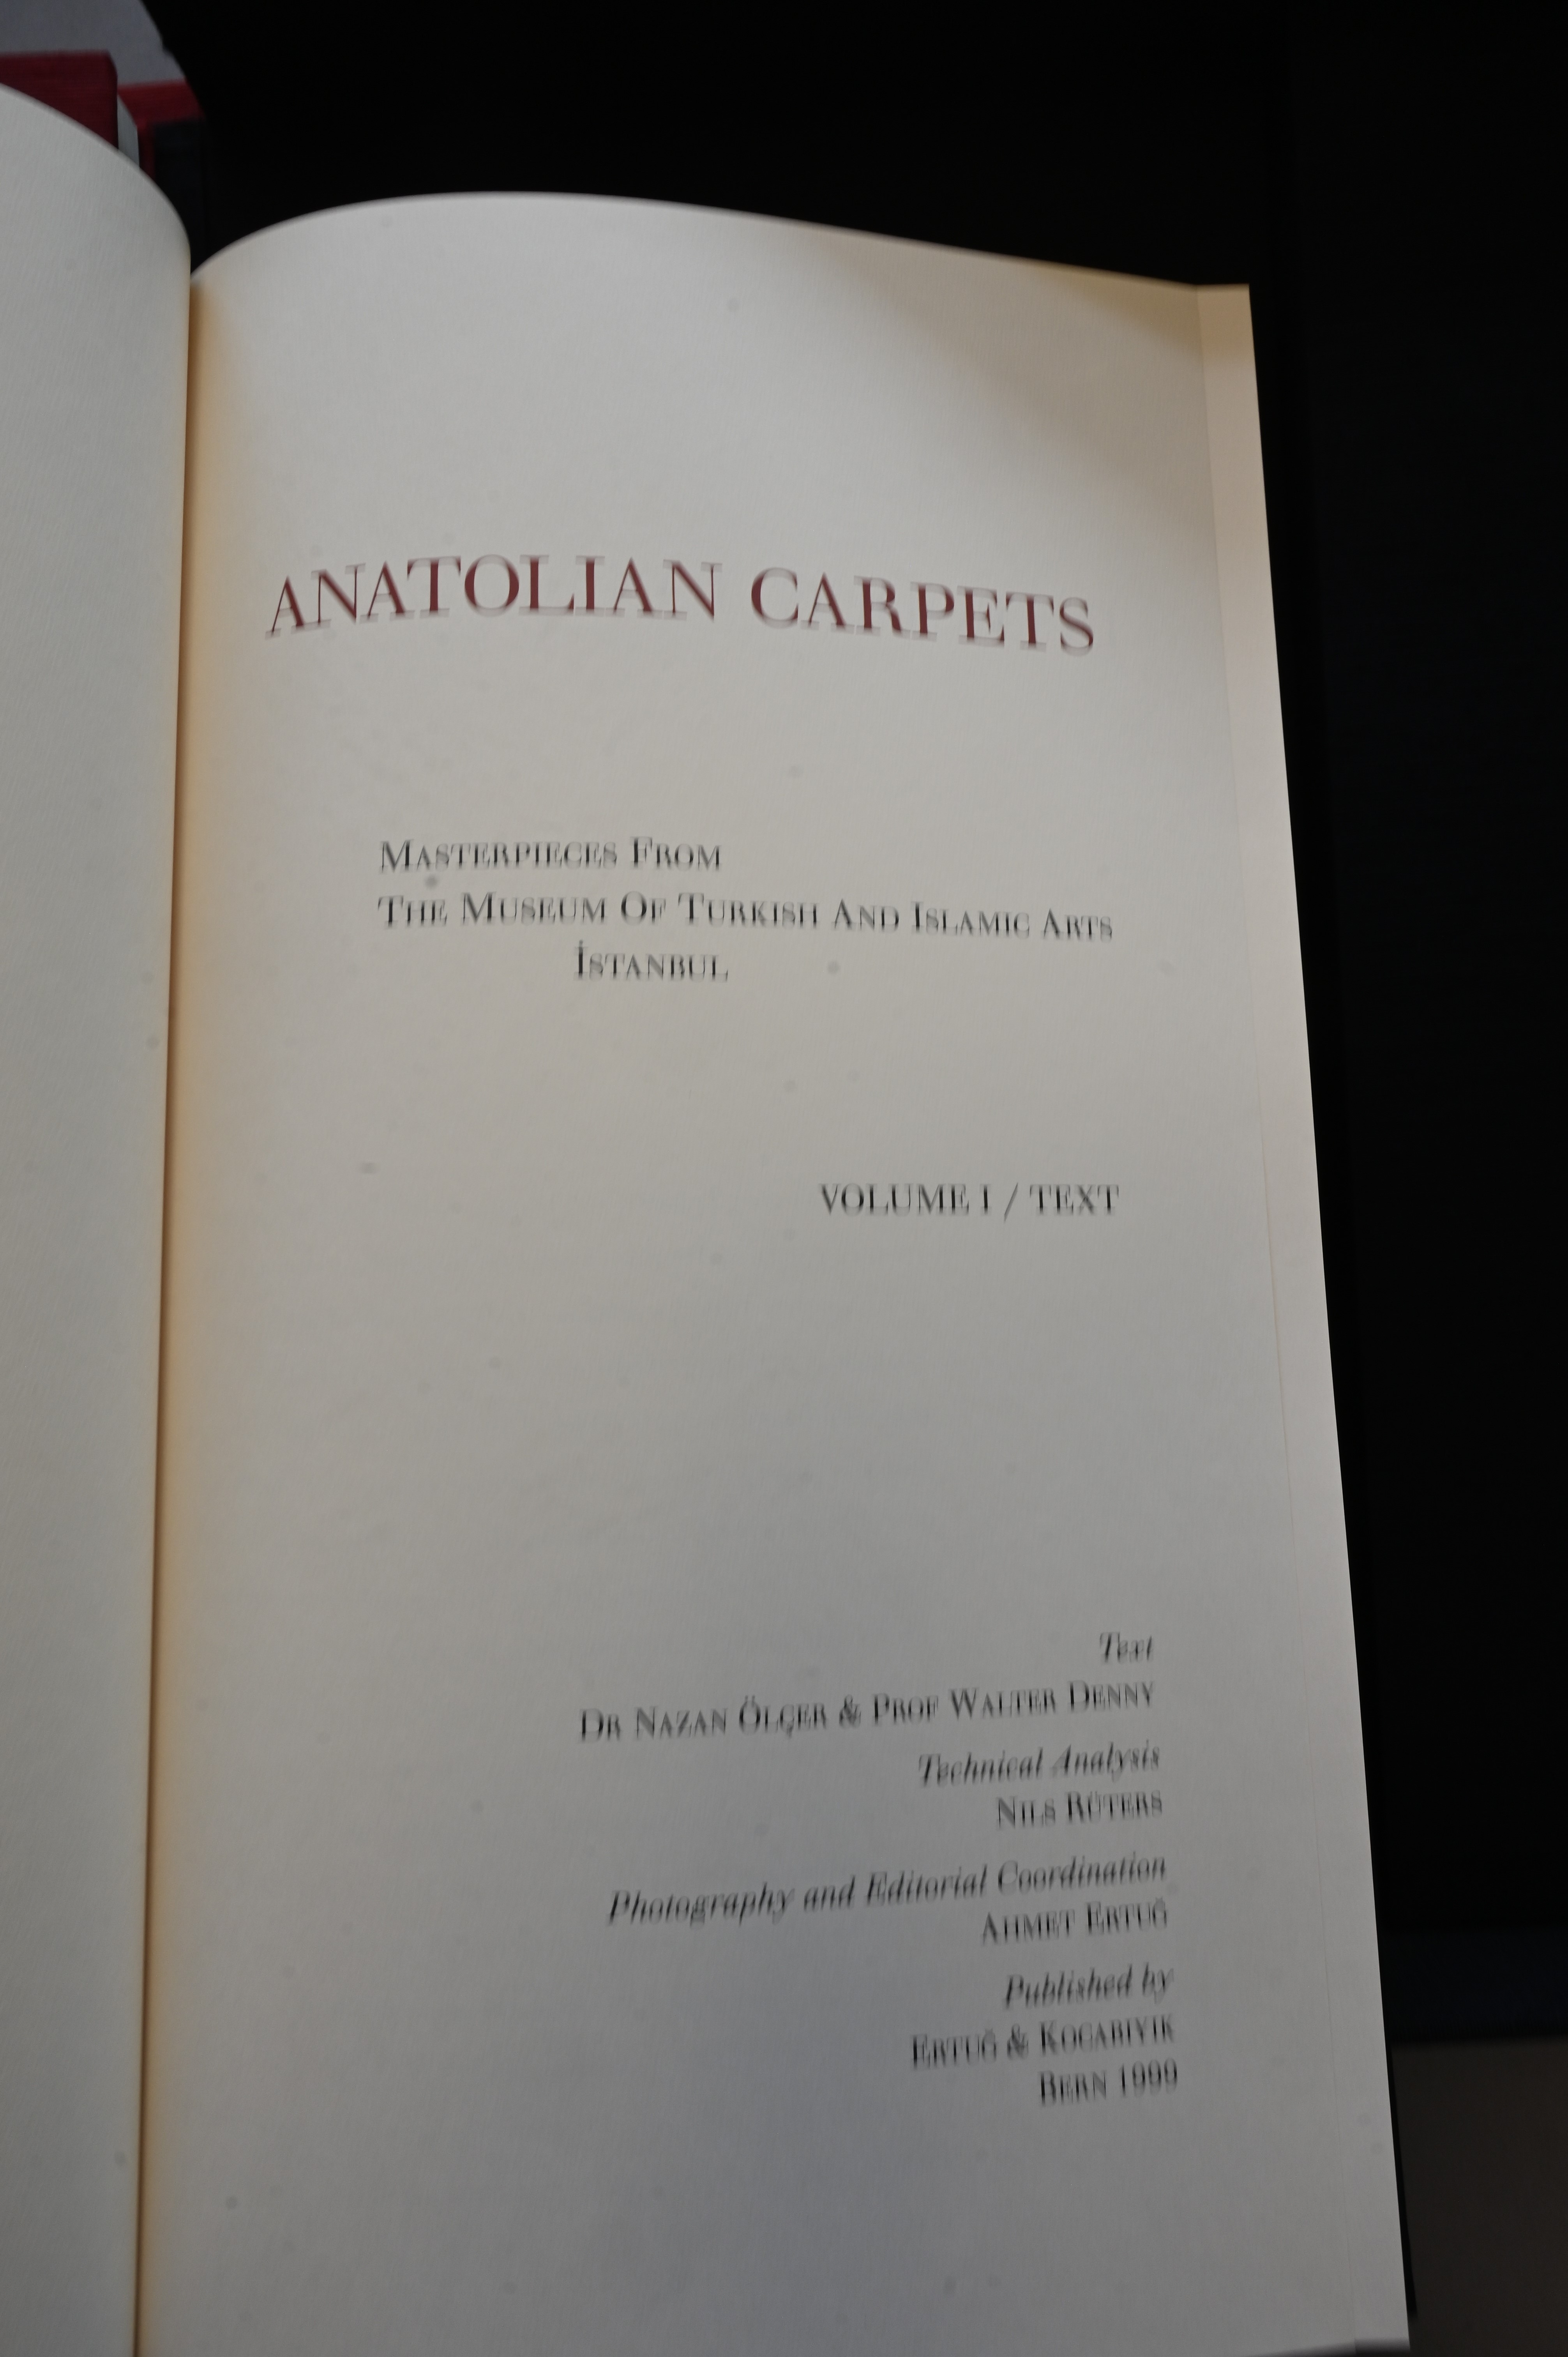 ANATOLIAN CARPETS
MASTERPIECES FROM
THE MUSEUM OF TURKISH AND ISLAMIC ARTS
İSTANBUL
VOLUME I / TEXT
Text
DR NAZAN ÖLÇER & PROF WALTER DENNY
Technical Analysis
NILS RÜTERS
Photography and Editorial Coordination
AHMET ERTUĞ
Published by
ERTUĞ & KOCABIYIK
BERN 1999